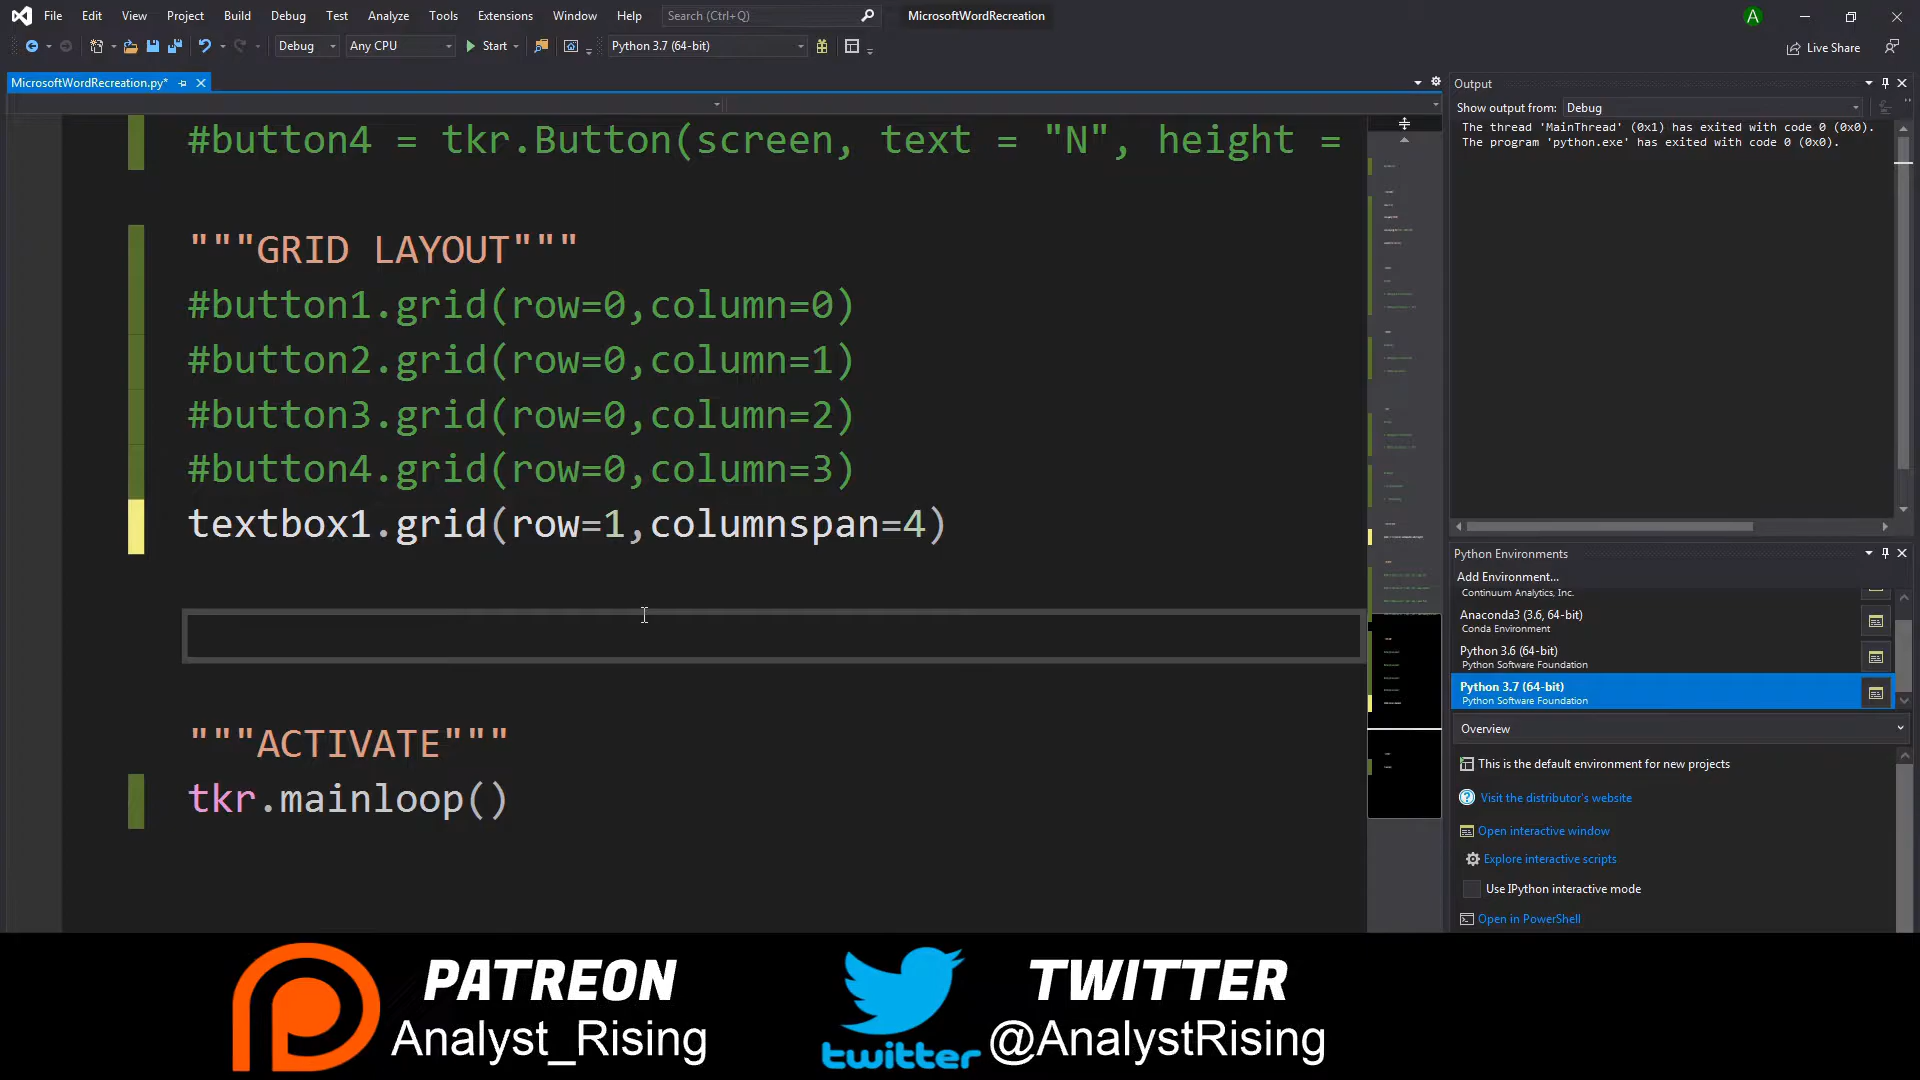 File Edit View Project Build Debug Test Analyze Tools Extensions Window Help Search (Ctrl+Q) MicrosoftWordRecreation A
Debug Any CPU Start Python 3.7 (64-bit) Live Share
MicrosoftWordRecreation.py*
#button4 = tkr.Button(screen, text = "N", height =
"""GRID LAYOUT"""
#button1.grid(row=0,column=0)
#button2.grid(row=0,column=1)
#button3.grid(row=0,column=2)
#button4.grid(row=0,column=3)
textbox1.grid(row=1,columnspan=4)
"""ACTIVATE"""
tkr.mainloop()
Output
Show output from: Debug
The thread 'MainThread' (0x1) has exited with code 0 (0x0).
The program 'python.exe' has exited with code 0 (0x0).
Python Environments
Add Environment...
Continuum Analytics, Inc.
Anaconda3 (3.6, 64-bit)
Conda Environment
Python 3.6 (64-bit)
Python Software Foundation
Python 3.7 (64-bit)
Python Software Foundation
Overview
This is the default environment for new projects
Visit the distributor's website
Open interactive window
Explore interactive scripts
Use IPython interactive mode
Open in PowerShell
PATREON
Analyst_Rising
twitter
TWITTER
@AnalystRising